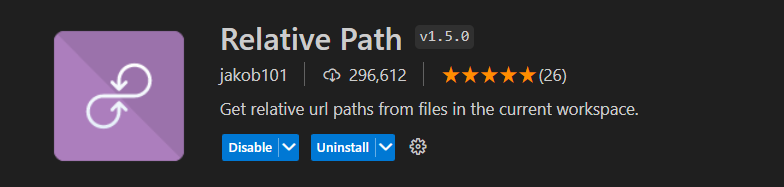 Relative Path v1.5.0
jakob101 296,612 (26)
Get relative url paths from files in the current workspace.
Disable Uninstall